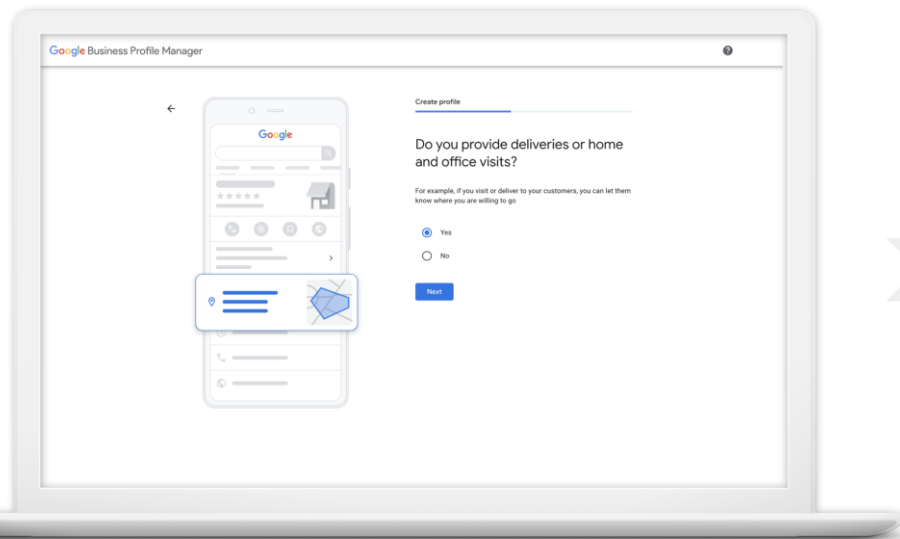 Google Business Profile Manager
Create profile
Google
Do you provide deliveries or home
and office visits?
For example, if you visit or deliver to your customers, you can let them
know where you are willing to go
Yes
No
Next